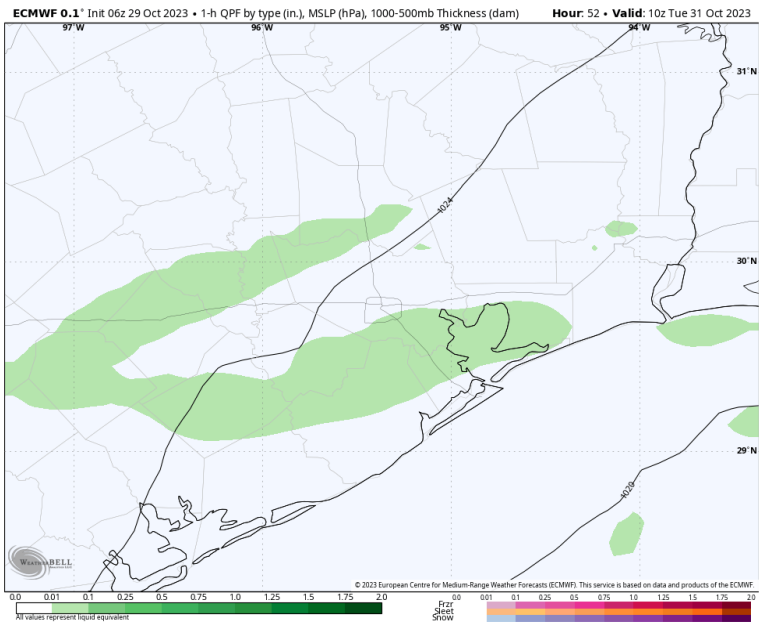 ECMWF 0.1° Init 06z 29 Oct 2023 • 1-h QPF by type (in.), MSLP (hPa), 1000-500mb Thickness (dam) Hour: 52 • Valid: 10z Tue 31 Oct 2023
97°W 96°W 95°W 94°W
31°N
1024
30°N
29°N
1020
WEATHERBELL
© 2023 European Centre for Medium-Range Weather Forecasts (ECMWF). This service is based on data and products of the ECMWF.
0.0 0.01 0.1 0.25 0.5 0.75 1.0 1.25 1.5 1.75 2.0
All values represent liquid equivalent
0.0 0.01 0.1 0.25 0.5 0.75 1.0 1.25 1.5 1.75 2.0
Frzr
Sleet
Snow